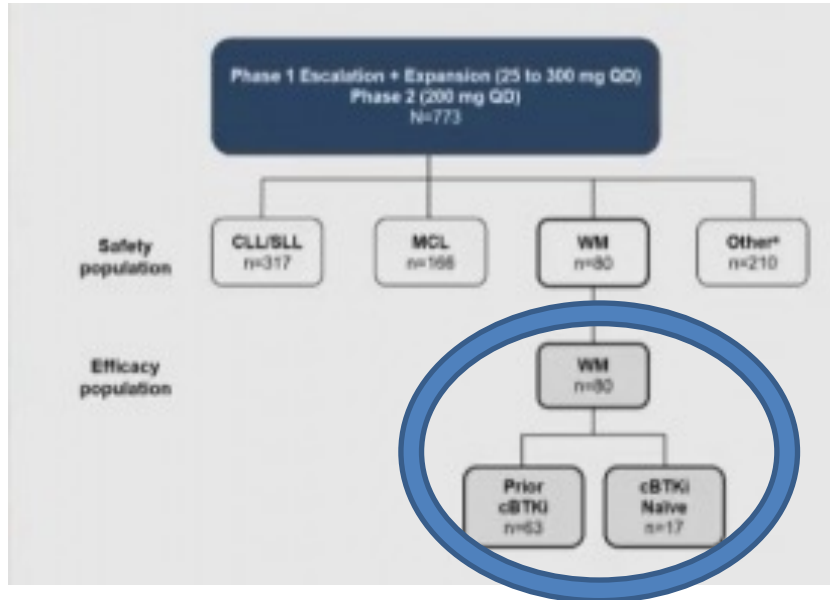 Phase 1 Escalation + Expansion (25 to 300 mg QD)
Phase 2 (200 mg QD)
N=773
Safety
population
CLL/SLL
n=317
MCL
n=166
WM
n=80
Other*
n=210
Efficacy
population
WM
n=80
Prior
cBTKi
n=63
cBTKi
Naïve
n=17